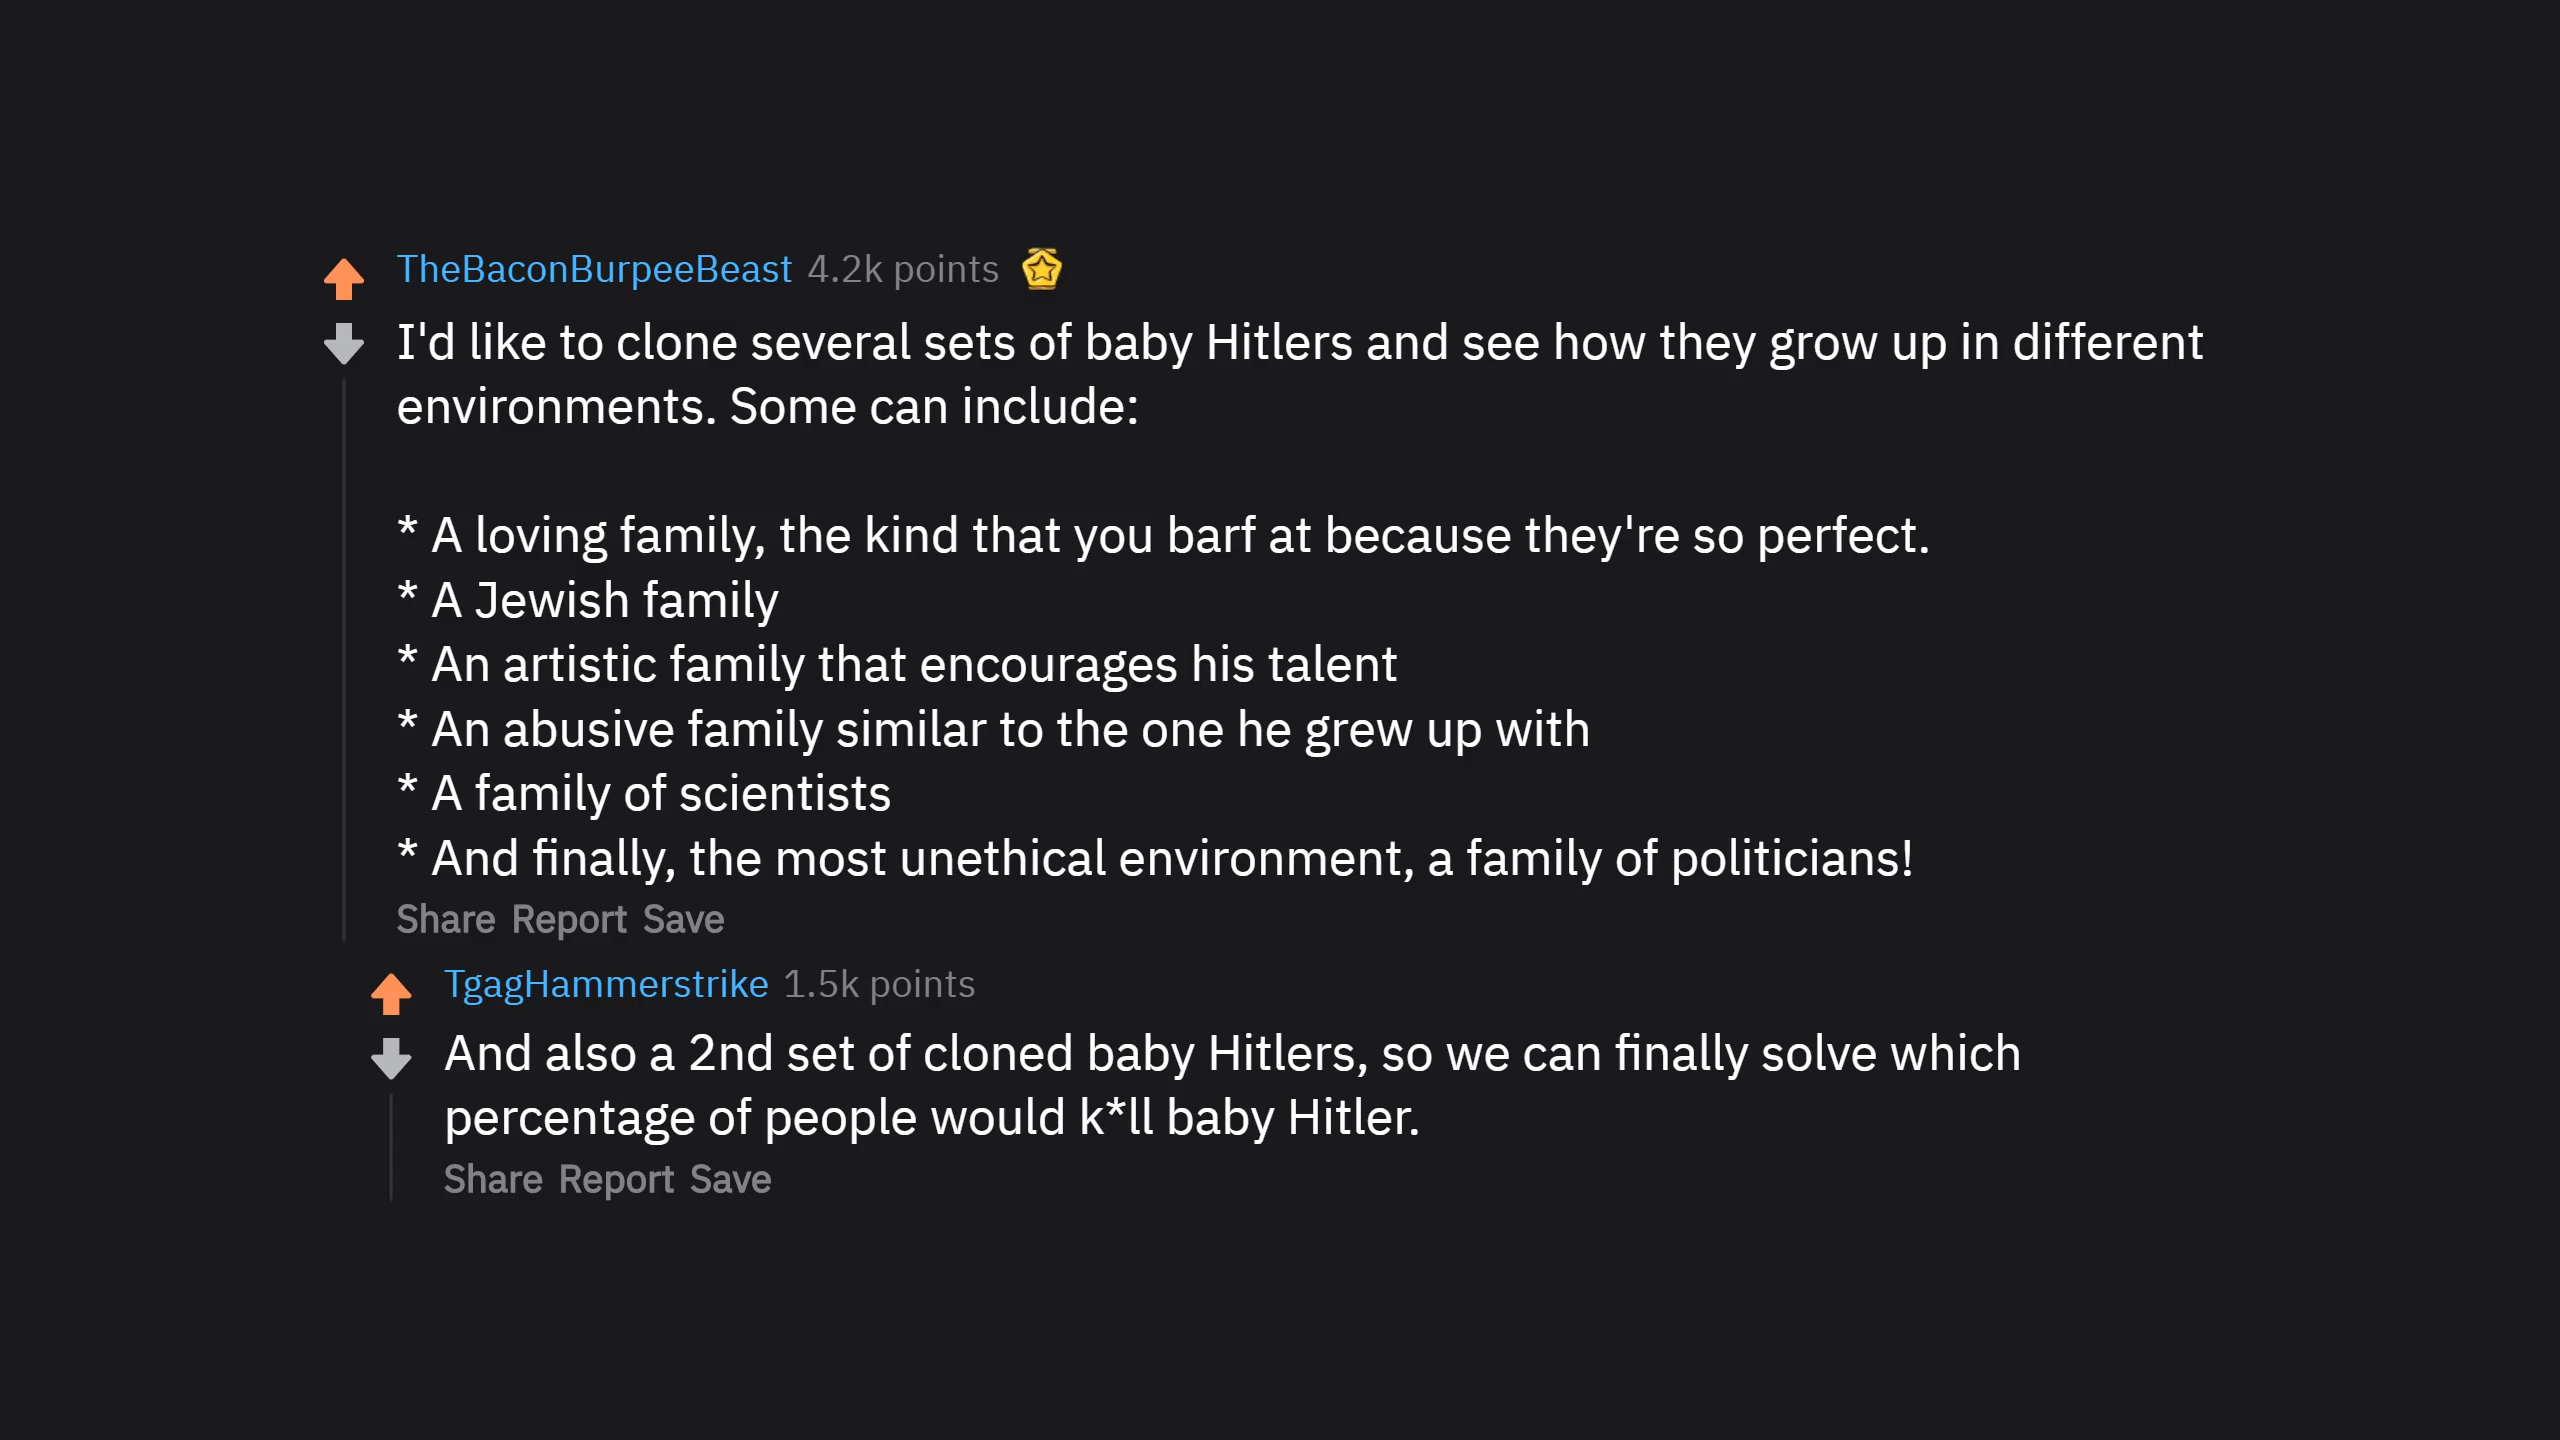 TheBaconBurpeeBeast 4.2k points
I'd like to clone several sets of baby Hitlers and see how they grow up in different
environments. Some can include:
* A loving family, the kind that you barf at because they're so perfect.
* A Jewish family
* An artistic family that encourages his talent
* An abusive family similar to the one he grew up with
* A family of scientists
* And finally, the most unethical environment, a family of politicians!
Share Report Save
TgagHammerstrike 1.5k points
And also a 2nd set of cloned baby Hitlers, so we can finally solve which
percentage of people would k*ll baby Hitler.
Share Report Save